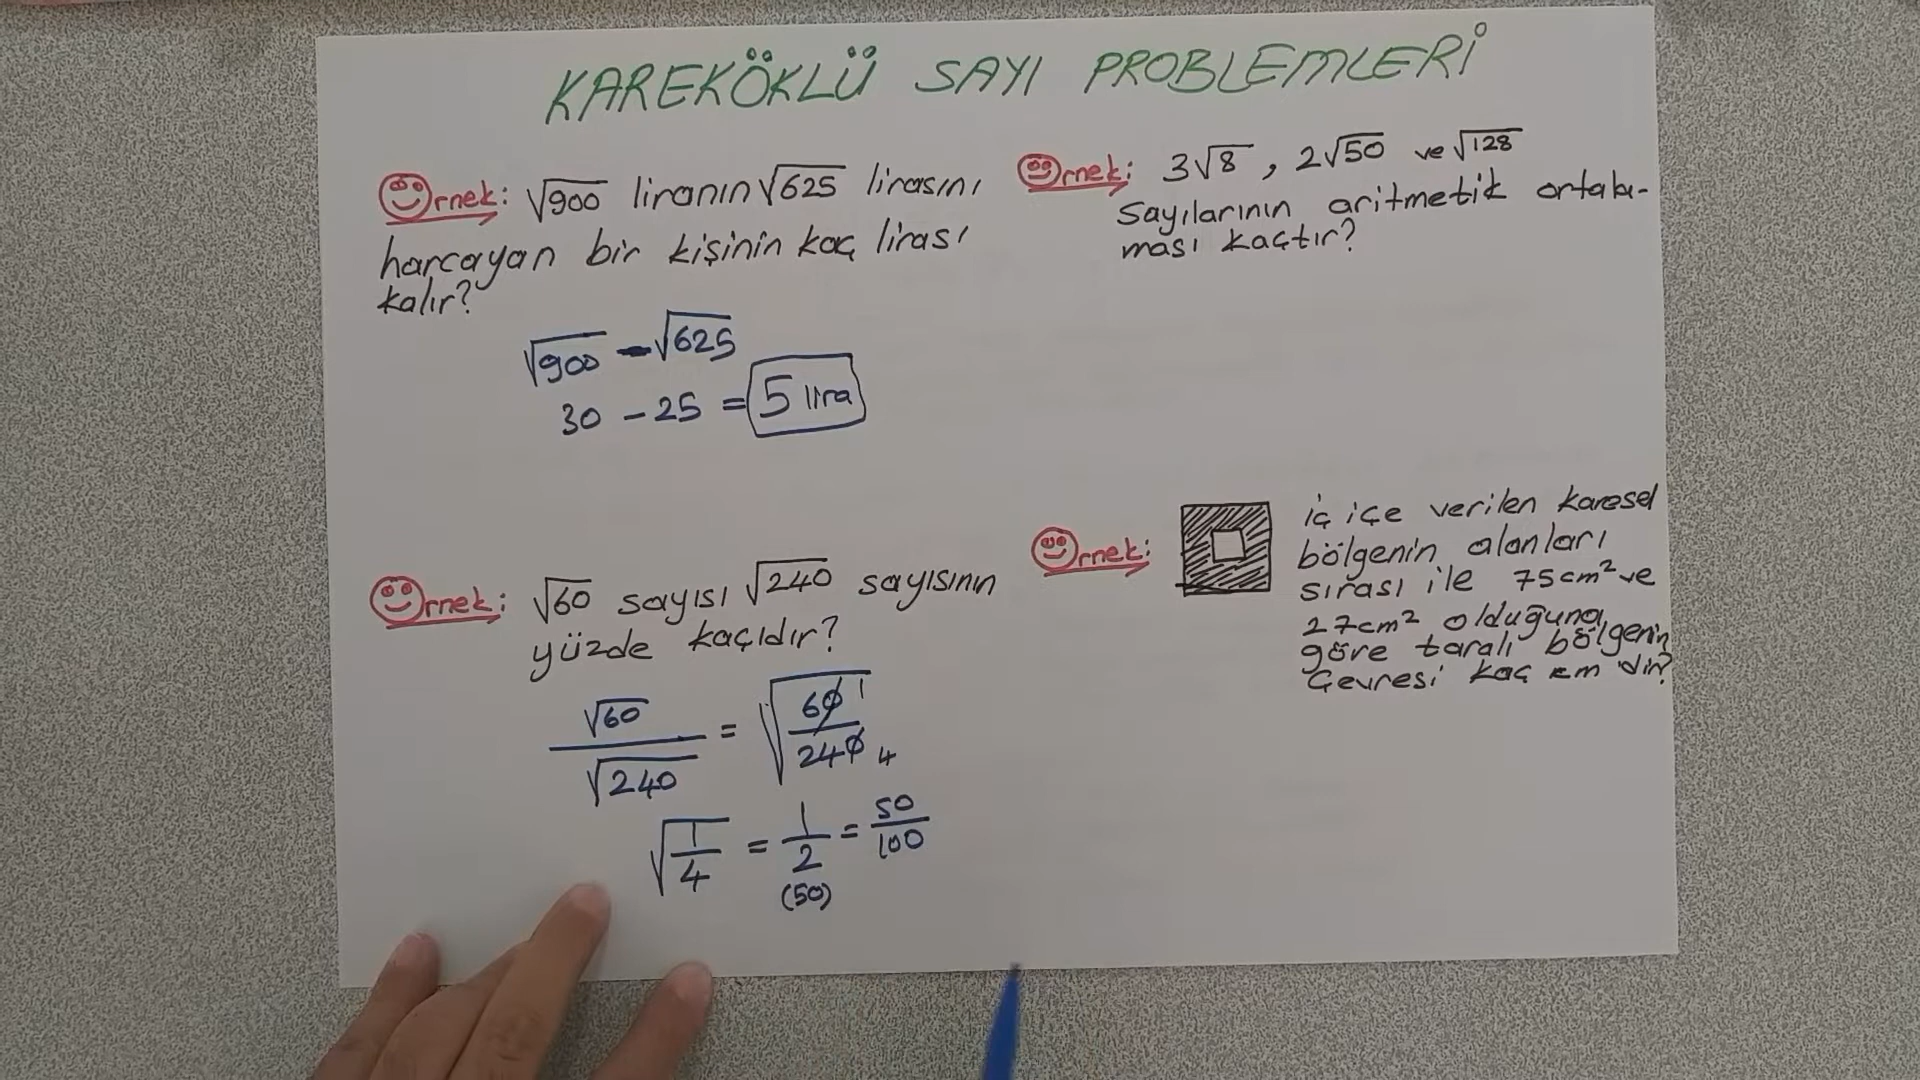 KAREKÖKLÜ SAYI PROBLEMLERİ
Örnek: √900 liranın √625 lirasını
harcayan bir kişinin kaç lirası
kalır?
√900 - √625
30 - 25 = 5 lira
Örnek: √60 sayısı √240 sayısının
yüzde kaçıdır?
√60 / √240 = √(60 / 240) 1 4
√(1/4) = 1/2 = 50/100
(50)
Örnek: 3√8 , 2√50 ve √128
sayılarının aritmetik ortala-
ması kaçtır?
Örnek: iç içe verilen karesel
bölgenin alanları
sırası ile 75cm² ve
27cm² olduğuna
göre taralı bölgenin
Çevresi kaç cm dir?